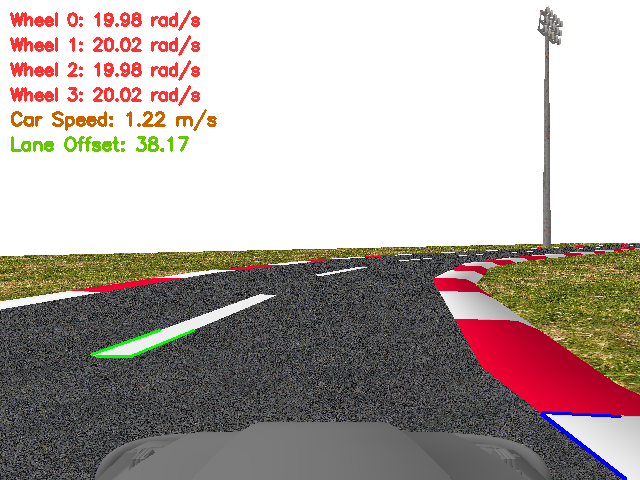 Wheel 0: 19.98 rad/s
Wheel 1: 20.02 rad/s
Wheel 2: 19.98 rad/s
Wheel 3: 20.02 rad/s
Car Speed: 1.22 m/s
Lane Offset: 38.17